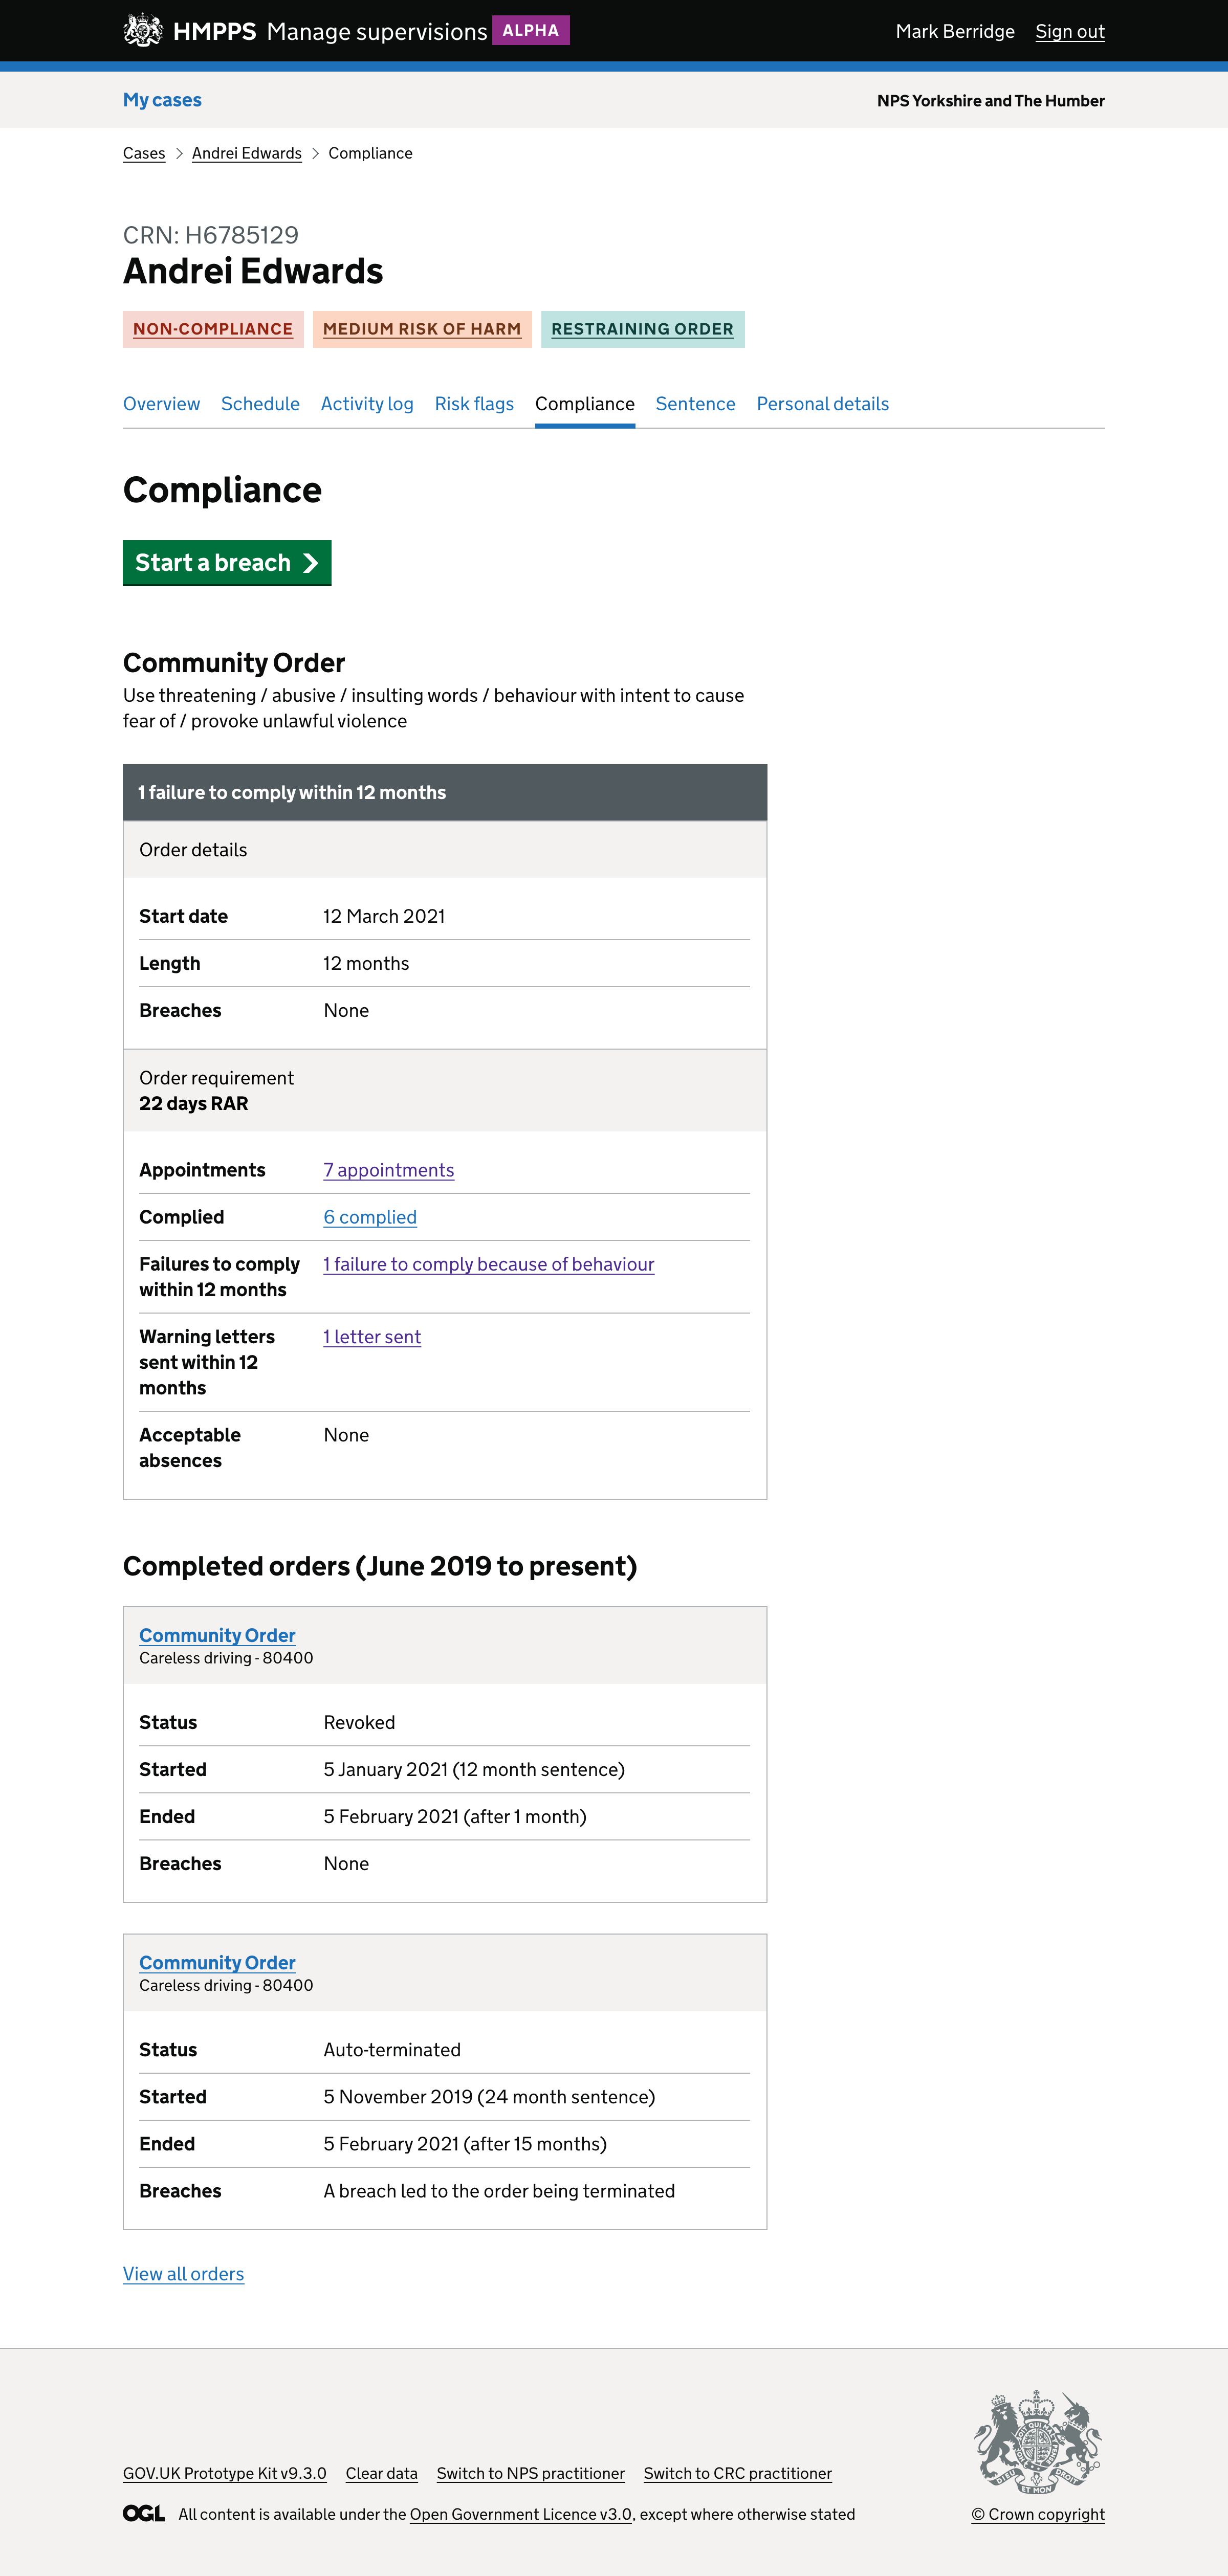 HMPPS Manage supervisions ALPHA
Mark Berridge Sign out
My cases
NPS Yorkshire and The Humber
Cases > Andrei Edwards > Compliance
CRN: H6785129
Andrei Edwards
NON-COMPLIANCE MEDIUM RISK OF HARM RESTRAINING ORDER
Overview Schedule Activity log Risk flags Compliance Sentence Personal details
Compliance
Start a breach
Community Order
Use threatening / abusive / insulting words / behaviour with intent to cause
fear of / provoke unlawful violence
1 failure to comply within 12 months
Order details
Start date 12 March 2021
Length 12 months
Breaches None
Order requirement
22 days RAR
Appointments 7 appointments
Complied 6 complied
Failures to comply 1 failure to comply because of behaviour
within 12 months
Warning letters 1 letter sent
sent within 12
months
Acceptable None
absences
Completed orders (June 2019 to present)
Community Order
Careless driving - 80400
Status Revoked
Started 5 January 2021 (12 month sentence)
Ended 5 February 2021 (after 1 month)
Breaches None
Community Order
Careless driving - 80400
Status Auto-terminated
Started 5 November 2019 (24 month sentence)
Ended 5 February 2021 (after 15 months)
Breaches A breach led to the order being terminated
View all orders
GOV.UK Prototype Kit v9.3.0 Clear data Switch to NPS practitioner Switch to CRC practitioner
OGL All content is available under the Open Government Licence v3.0, except where otherwise stated
DIEU ET MON DROIT
© Crown copyright